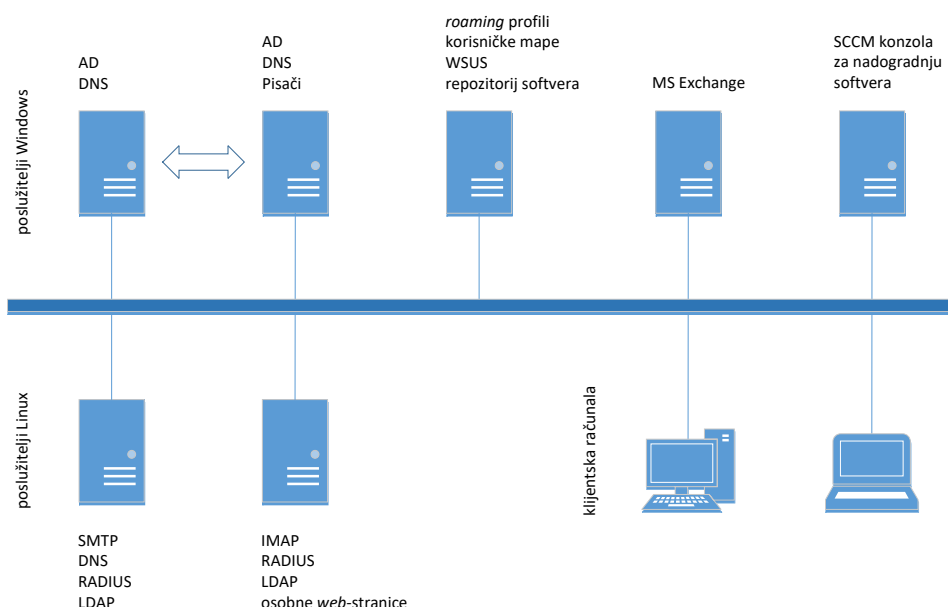 poslužitelji Windows
AD
DNS
AD
DNS
Pisači
roaming profili
korisničke mape
WSUS
repozitorij softvera
MS Exchange
SCCM konzola
za nadogradnju
softvera
poslužitelji Linux
SMTP
DNS
RADIUS
LDAP
IMAP
RADIUS
LDAP
osobne web-stranice
klijentska računala